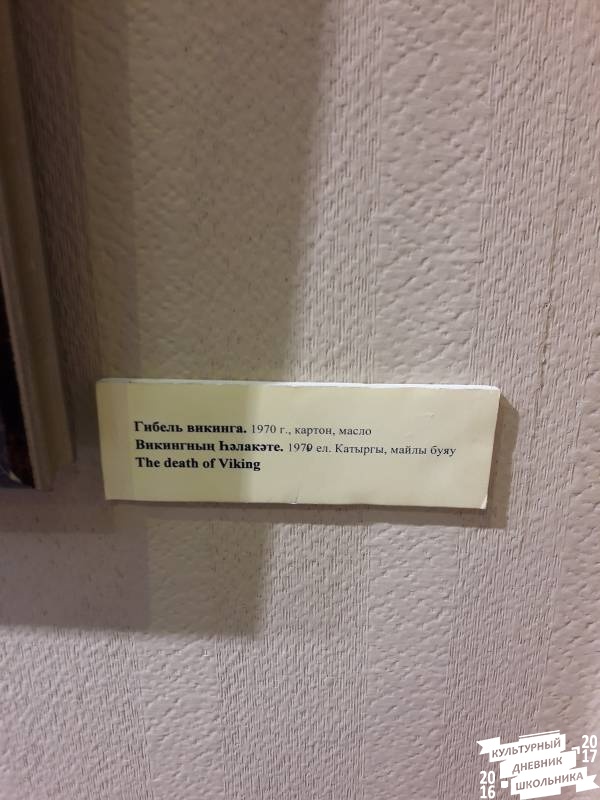 Гибель викинга. 1970 г., картон, масло
Викингның Һәлакәте. 1970 ел. Катыргы, майлы буяу
The death of Viking
КУЛЬТУРНЫЙ
ДНЕВНИК
ШКОЛЬНИКА
2016
2017